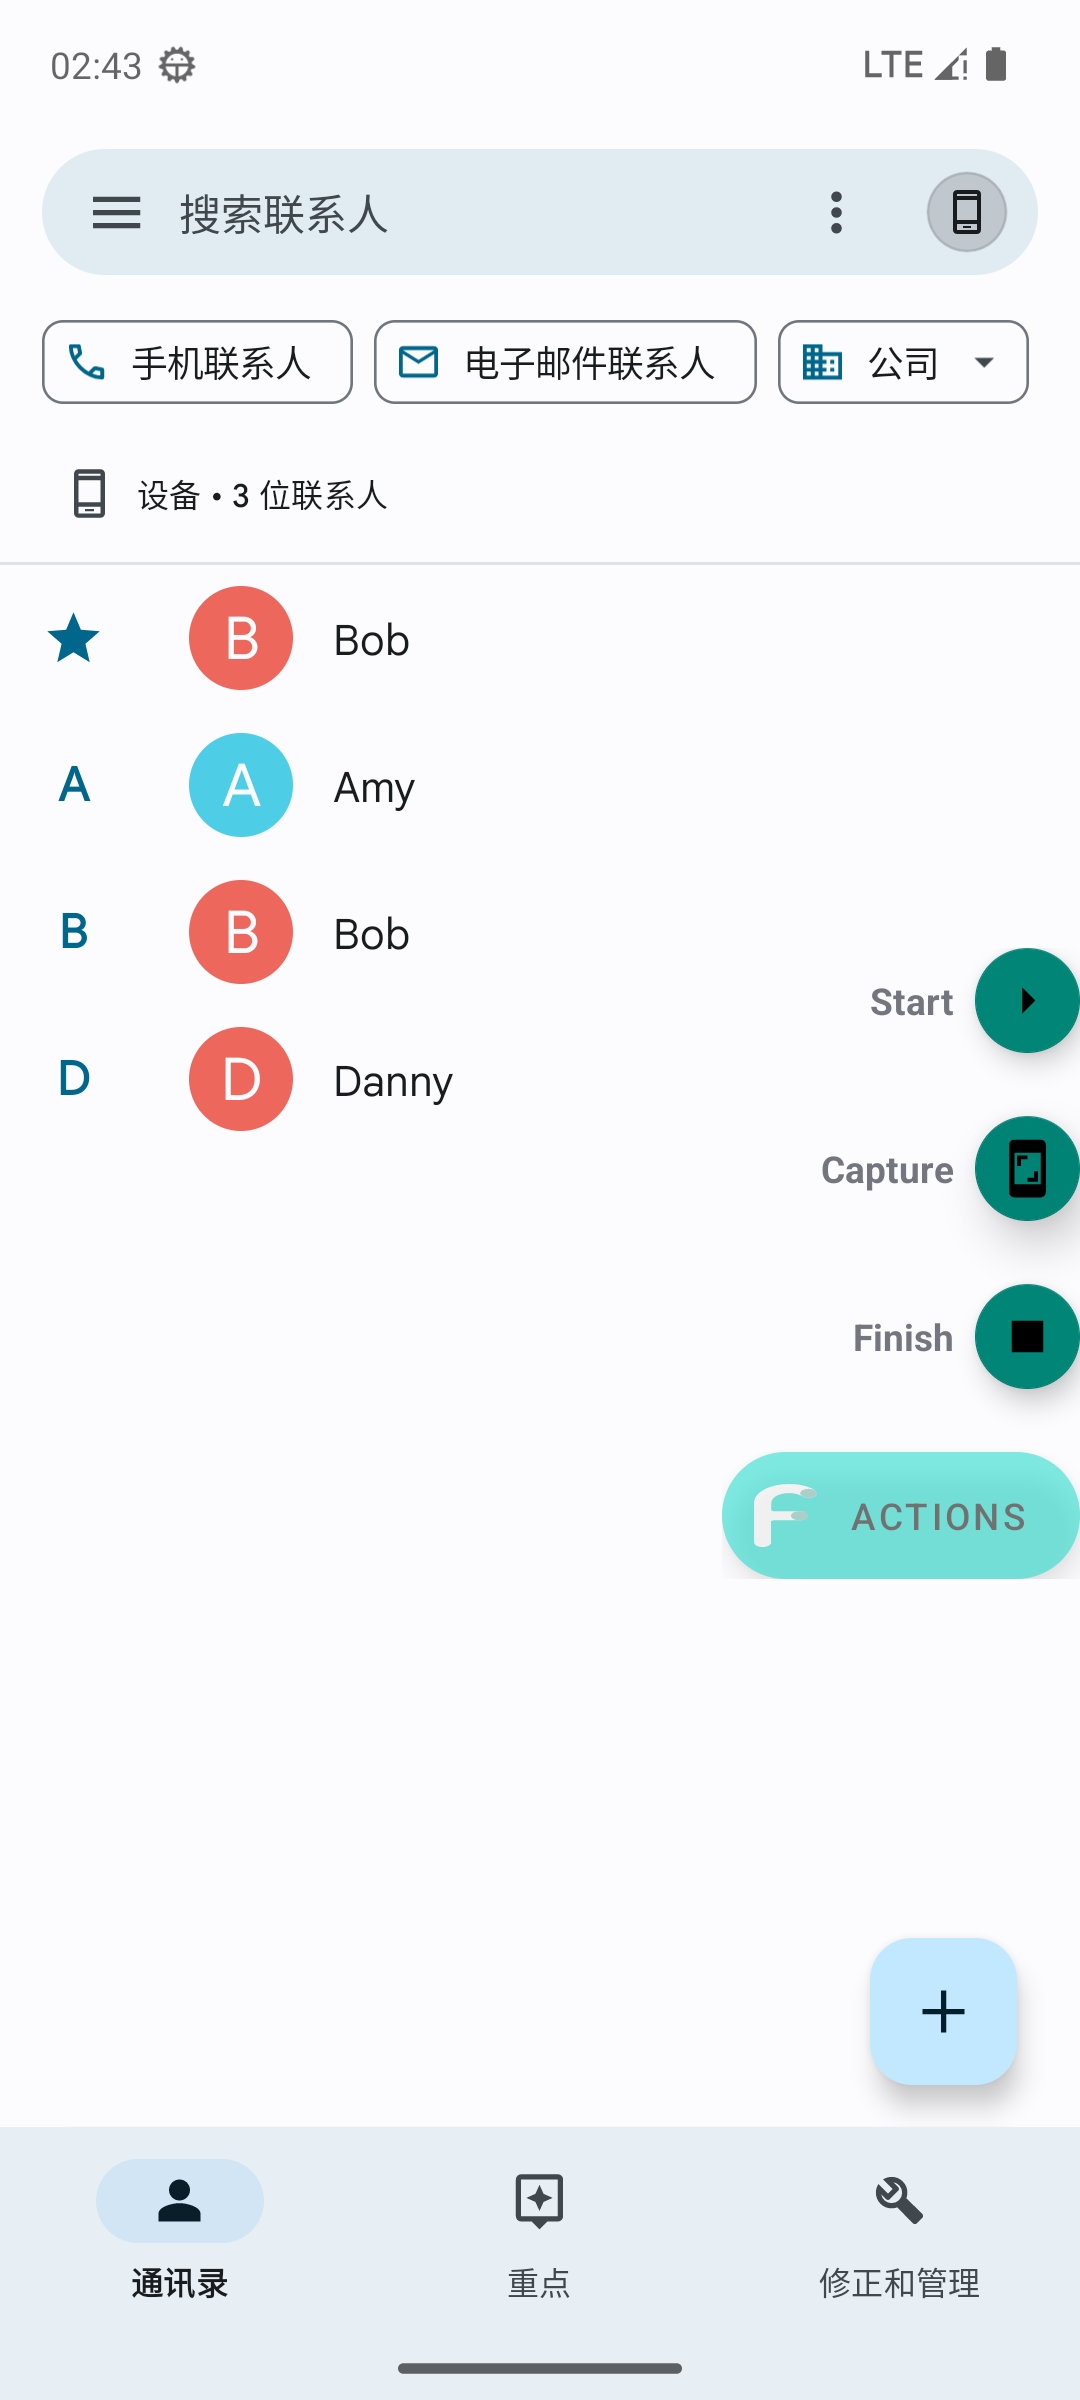 02:43
LTE
搜索联系人
手机联系人
电子邮件联系人
公司
设备 • 3 位联系人
B Bob
A A Amy
B B Bob
D D Danny
Start
Capture
Finish
ACTIONS
通讯录
重点
修正和管理